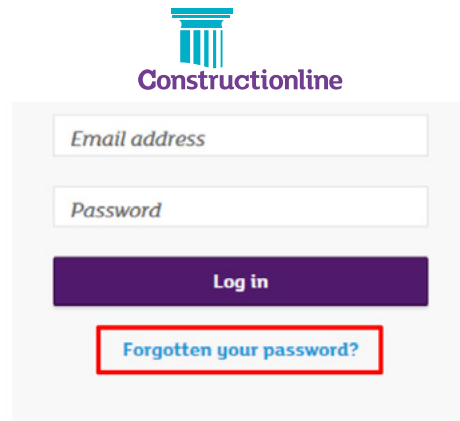 Constructionline
Email address
Password
Log in
Forgotten your password?